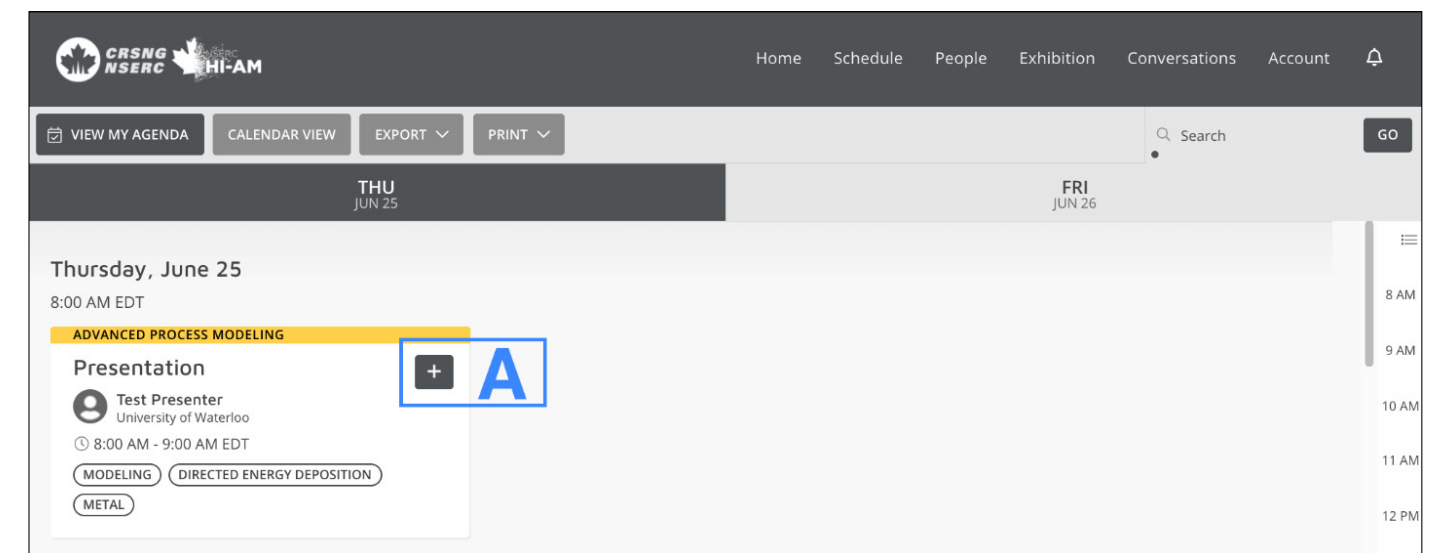 CRSNG
NSERC
NSERC
HI-AM
Home Schedule People Exhibition Conversations Account
VIEW MY AGENDA CALENDAR VIEW EXPORT PRINT Search GO
THU
JUN 25
FRI
JUN 26
Thursday, June 25
8:00 AM EDT
ADVANCED PROCESS MODELING
Presentation
+ A
Test Presenter
University of Waterloo
8:00 AM - 9:00 AM EDT
MODELING DIRECTED ENERGY DEPOSITION
METAL
8 AM
9 AM
10 AM
11 AM
12 PM